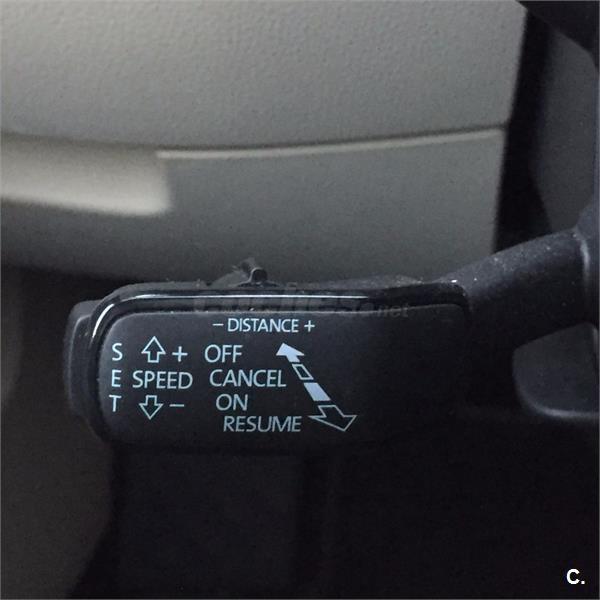 - DISTANCE +
S + OFF
E SPEED CANCEL
T - ON
RESUME
C.